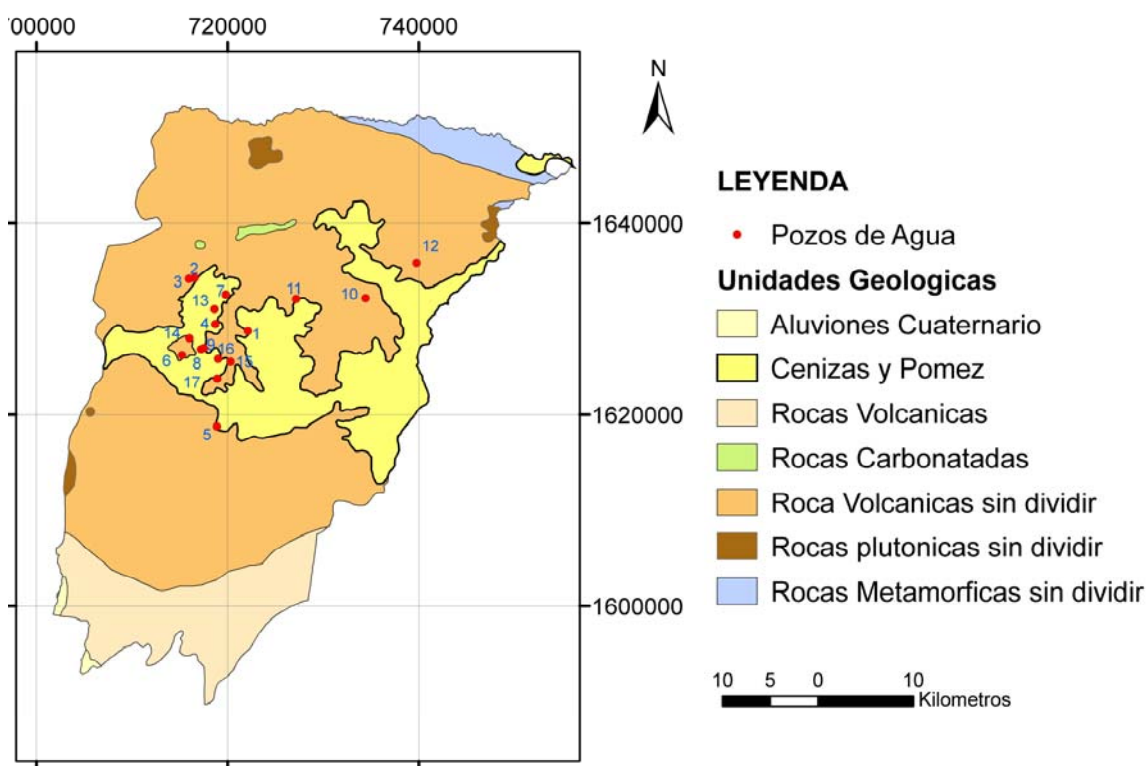 700000 720000 740000
N
LEYENDA
Pozos de Agua
Unidades Geologicas
Aluviones Cuaternario
Cenizas y Pomez
Rocas Volcanicas
Rocas Carbonatadas
Roca Volcanicas sin dividir
Rocas plutonicas sin dividir
Rocas Metamorficas sin dividir
1640000
1620000
1600000
12
2
3
7
11
10
13
4
1
14
9
16
6
8
15
17
5
10 5 0 10
Kilometros